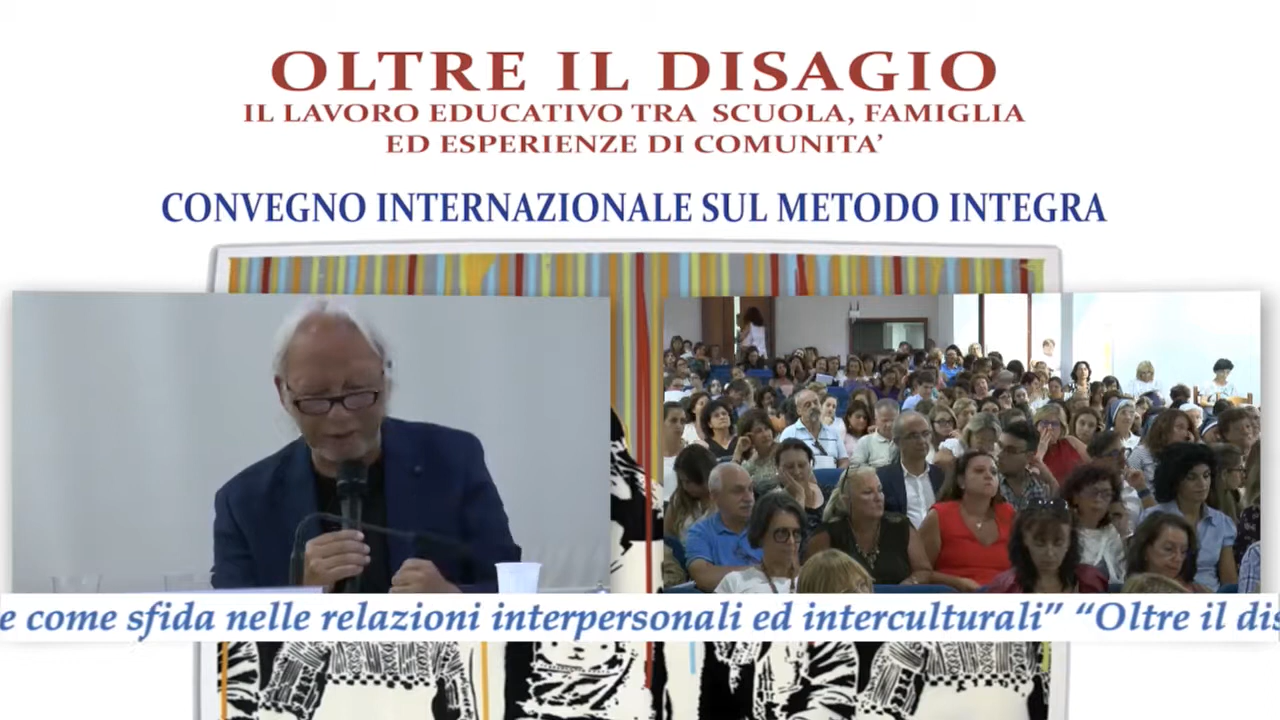 OLTRE IL DISAGIO
IL LAVORO EDUCATIVO TRA SCUOLA, FAMIGLIA
ED ESPERIENZE DI COMUNITA’
CONVEGNO INTERNAZIONALE SUL METODO INTEGRA
e come sfida nelle relazioni interpersonali ed interculturali” “Oltre il dis